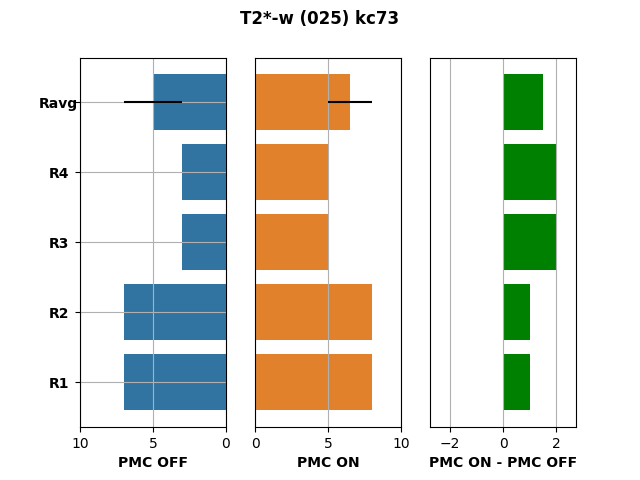 T2*-w (025) kc73
Ravg
R4
R3
R2
R1
10 5 0
0 5 10
−2 0 2
PMC OFF
PMC ON
PMC ON - PMC OFF